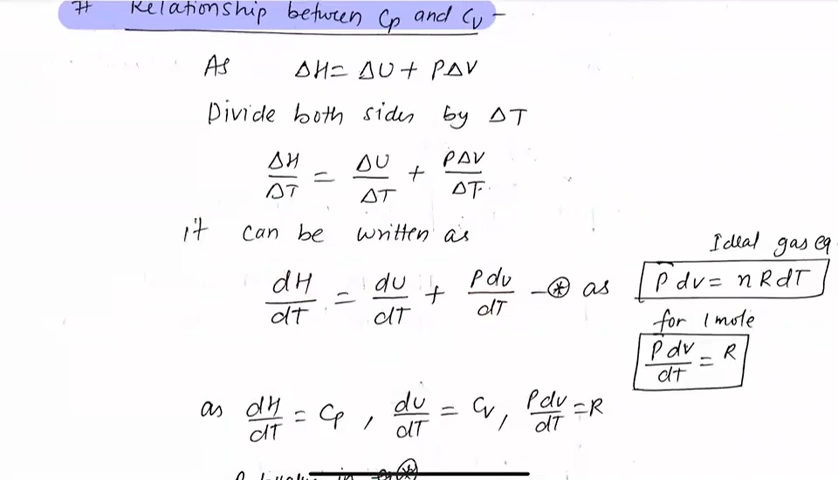 # Relationship between Cp and Cv -
As ΔH = ΔU + PΔV
Divide both sides by ΔT
ΔH/ΔT = ΔU/ΔT + PΔV/ΔT
it can be written as
dH/dT = dU/dT + Pdv/dT -⊛ as
Ideal gas eq
Pdv = nRdT
for 1 mole
Pdv/dt = R
as dH/dT = Cp, dU/dT = Cv, Pdv/dT = R
in ⊛